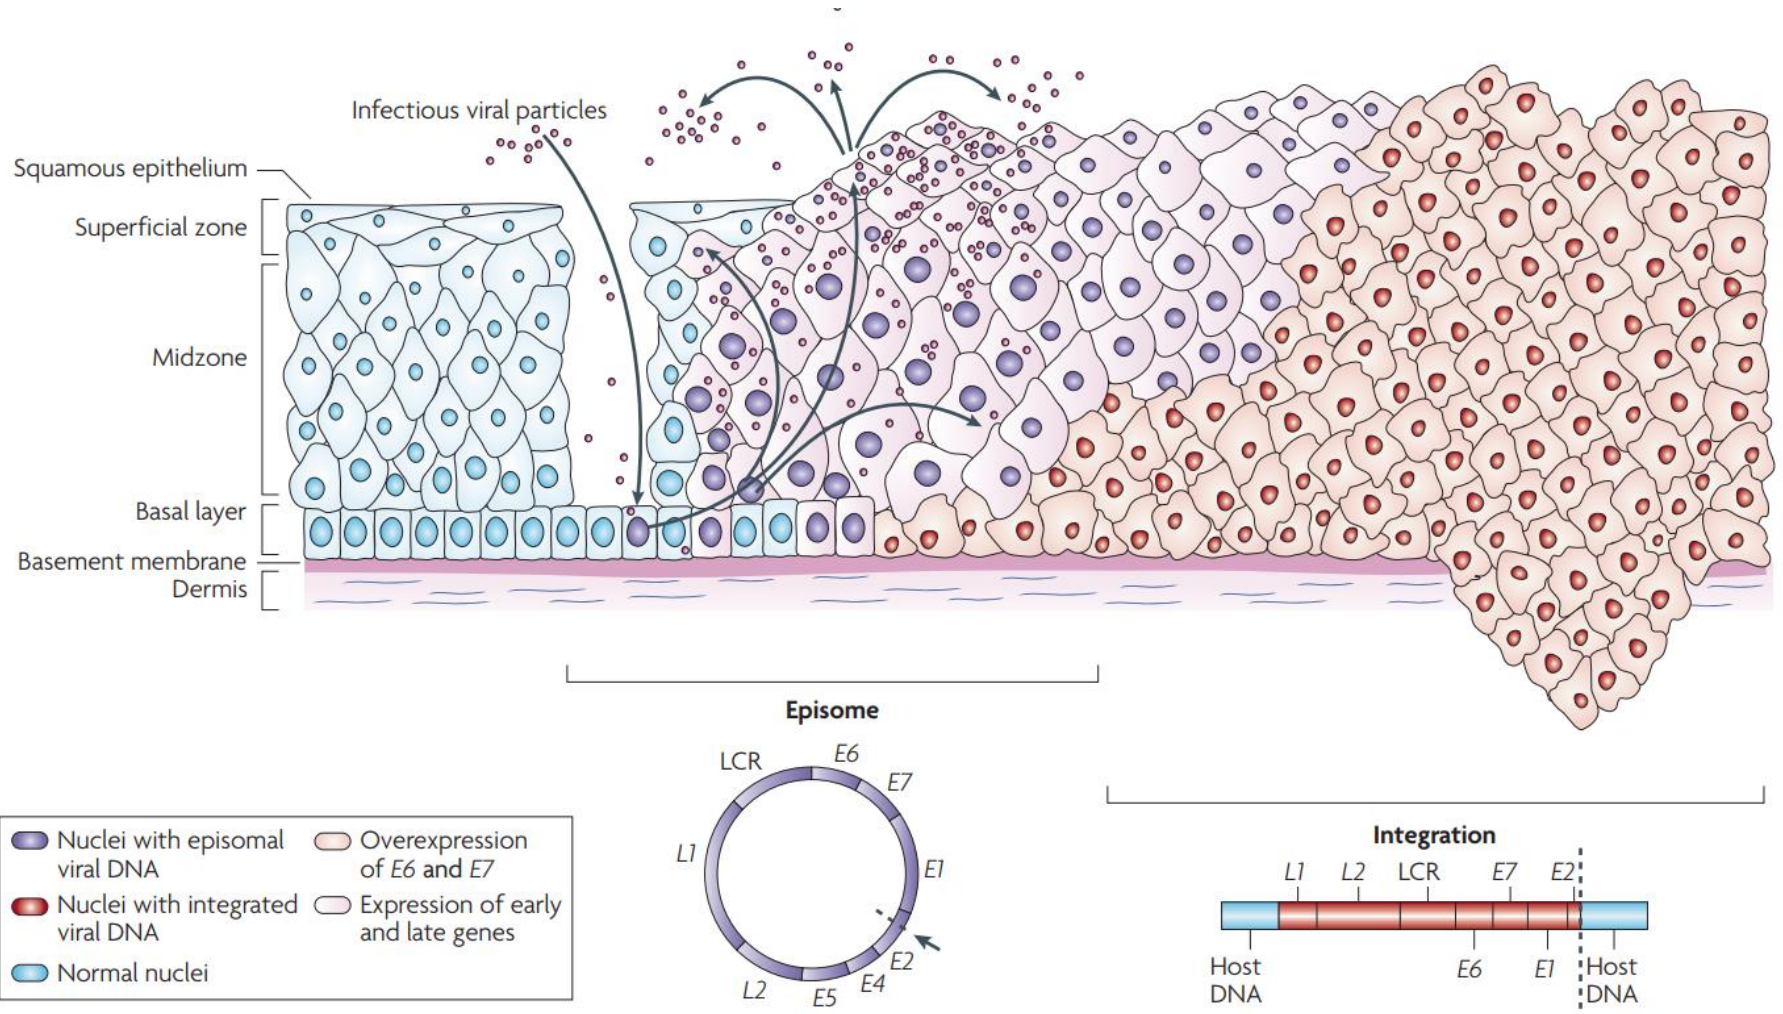 Infectious viral particles
Squamous epithelium
Superficial zone
Midzone
Basal layer
Basement membrane
Dermis
Episome
LCR
E6
E7
E1
E2
E4
E5
L2
L1
Nuclei with episomal
viral DNA
Nuclei with integrated
viral DNA
Normal nuclei
Overexpression
of E6 and E7
Expression of early
and late genes
Integration
L1 L2 LCR E7 E2
Host
DNA
E6 E1
Host
DNA